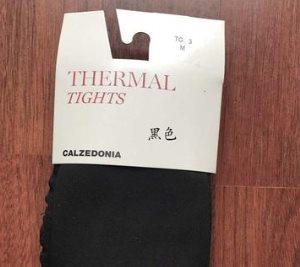 TG. 3
M
THERMAL
TIGHTS
黑色
CALZEDONIA